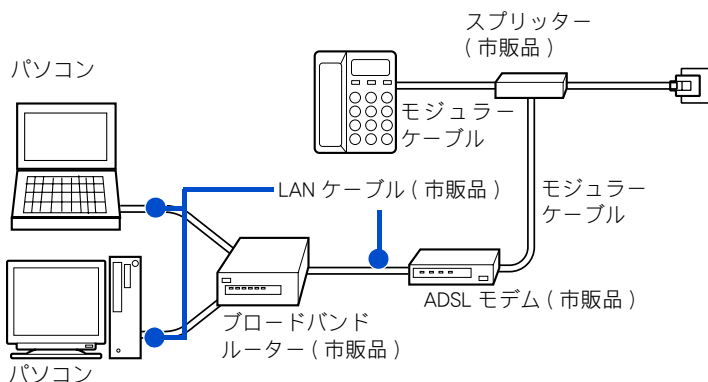 スプリッター
( 市販品 )
パソコン
モジュラー
ケーブル
LAN ケーブル ( 市販品 )
モジュラー
ケーブル
ADSL モデム ( 市販品 )
ブロードバンド
ルーター ( 市販品 )
パソコン